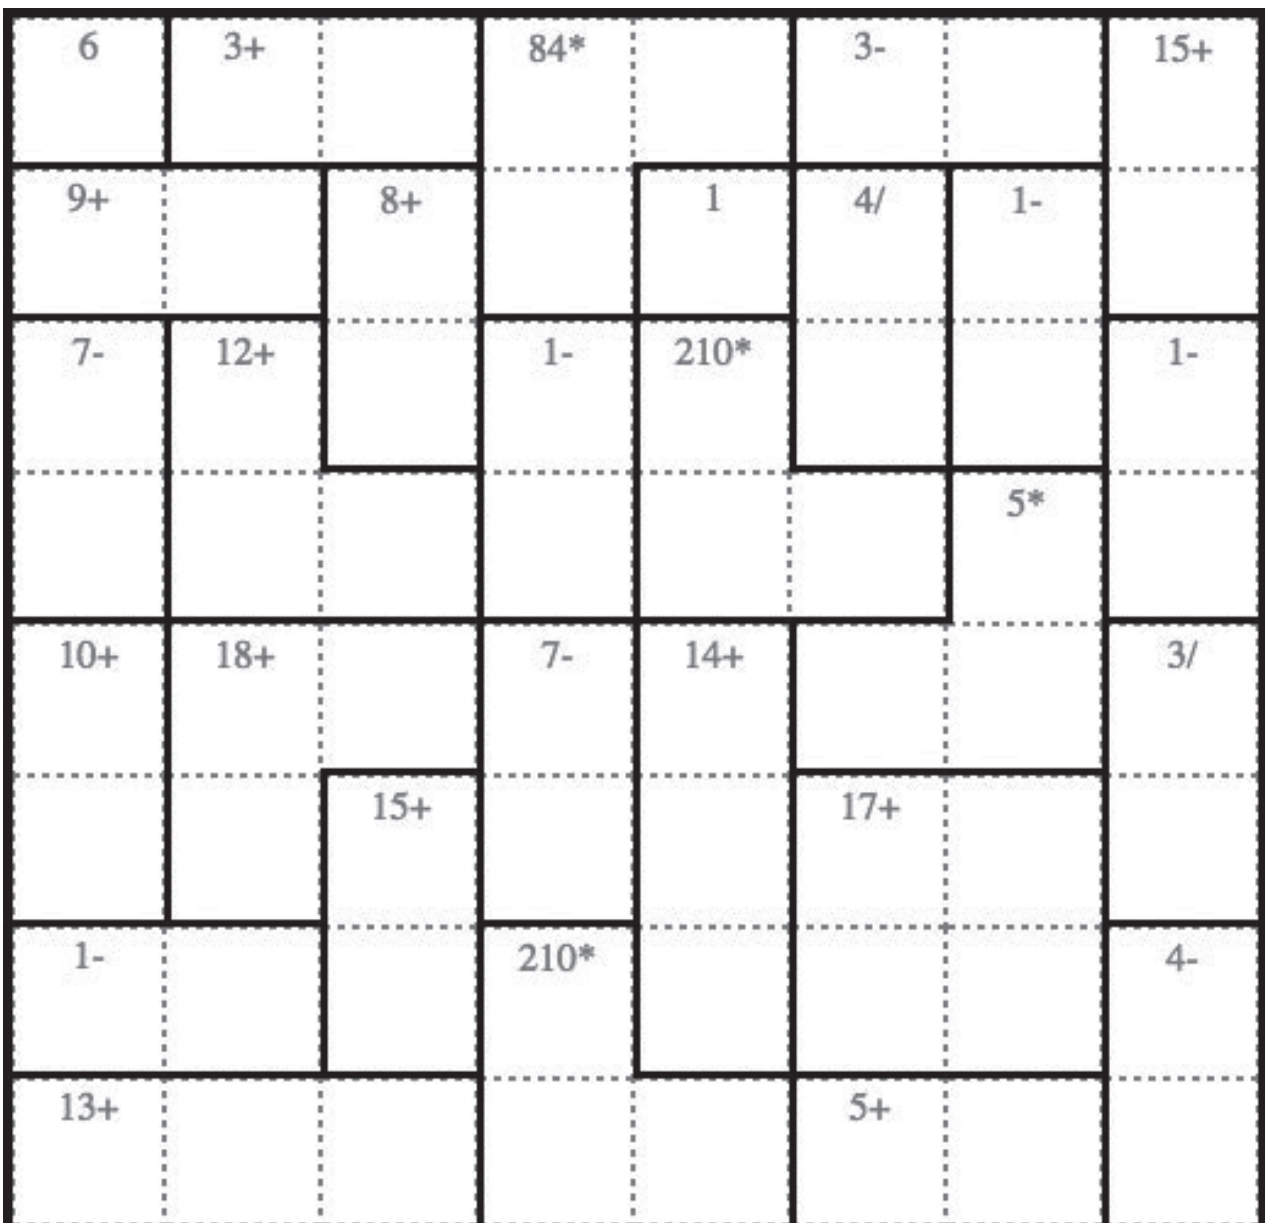 6 3+ 84* 3- 15+
9+ 8+ 1 4/ 1-
7- 12+ 1- 210* 1-
5*
10+ 18+ 7- 14+ 3/
15+ 17+
1- 210* 4-
13+ 5+